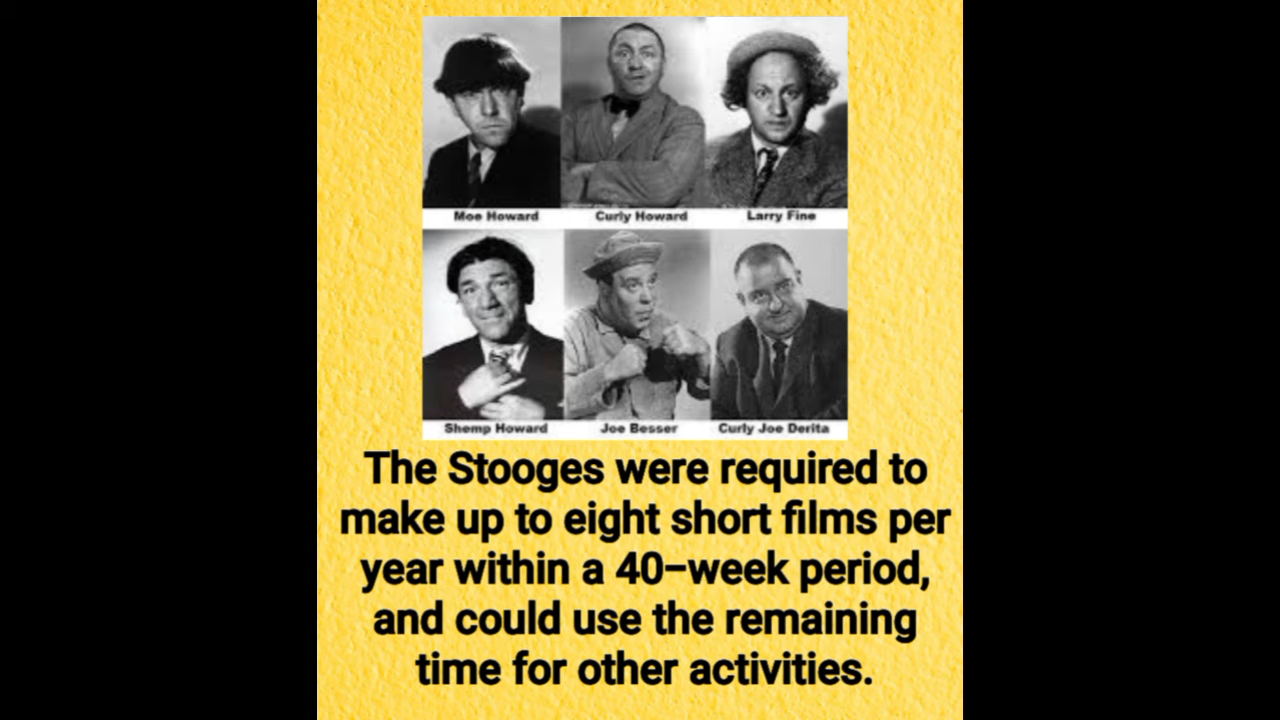 Moe Howard Curly Howard Larry Fine
Shemp Howard Joe Besser Curly Joe Derita
The Stooges were required to
make up to eight short films per
year within a 40–week period,
and could use the remaining
time for other activities.